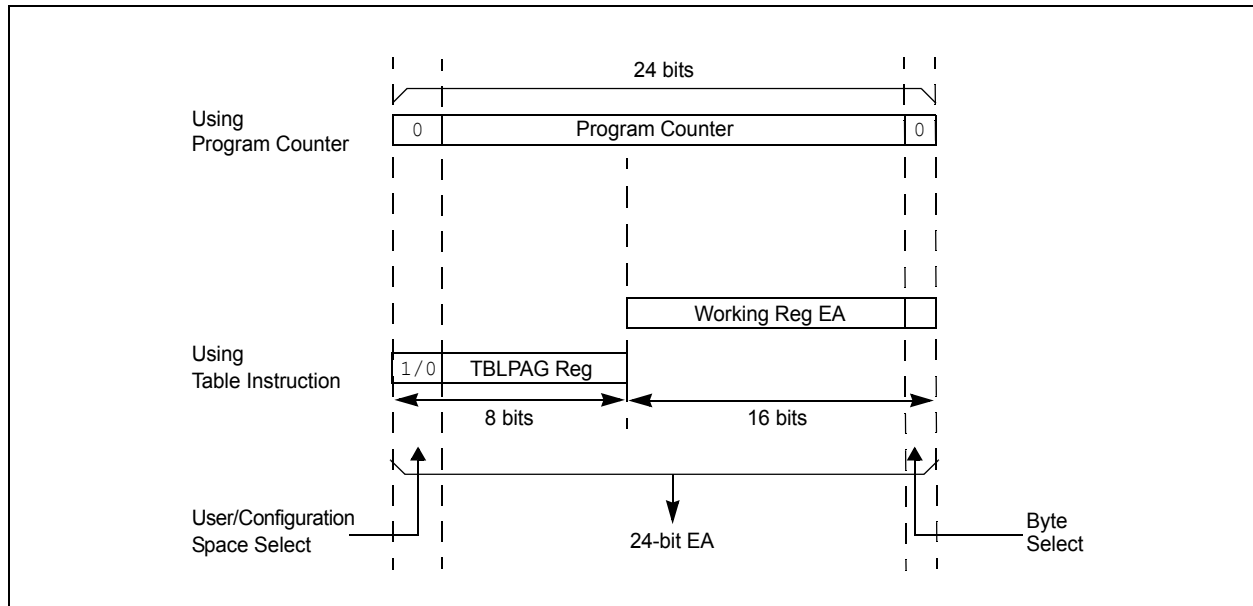 24 bits
Using
Program Counter
0
Program Counter
0
Working Reg EA
Using
Table Instruction
1/0
TBLPAG Reg
8 bits
16 bits
User/Configuration
Space Select
24-bit EA
Byte
Select